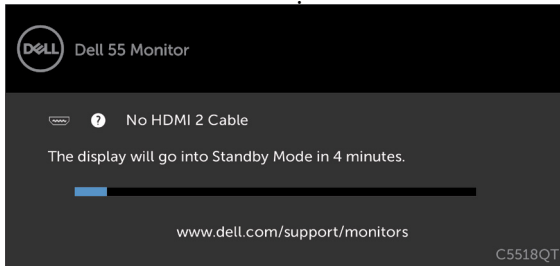 DELL
Dell 55 Monitor
? No HDMI 2 Cable
The display will go into Standby Mode in 4 minutes.
www.dell.com/support/monitors
C5518QT